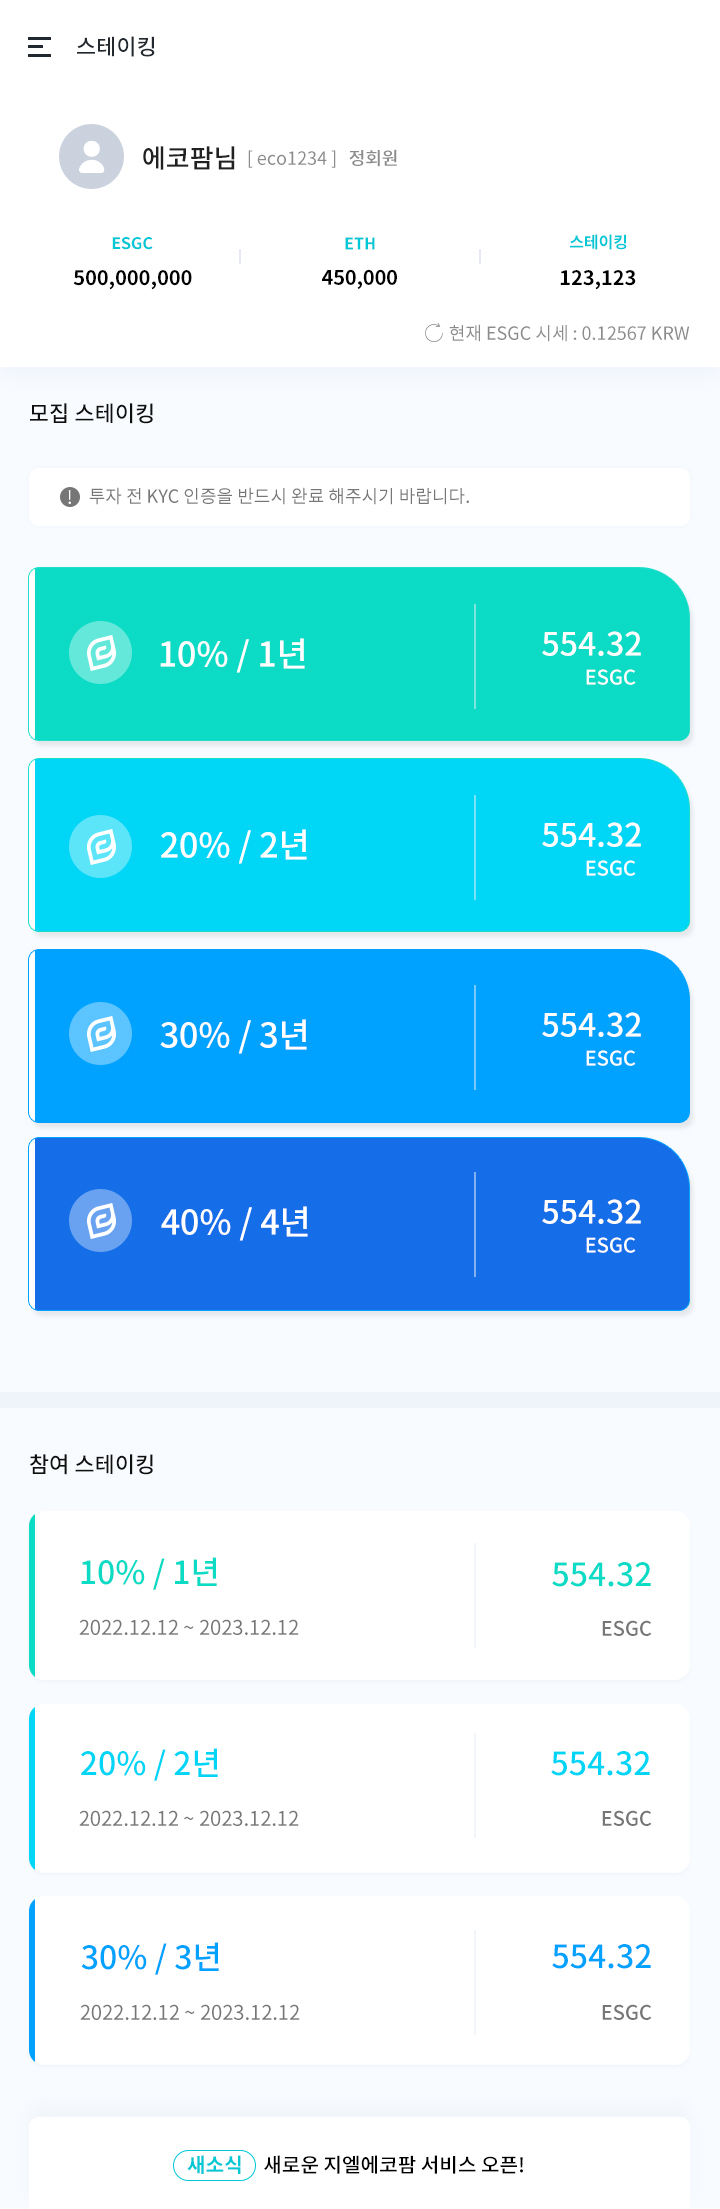 스테이킹
에코팜님 [ eco1234 ] 정회원
ESGC ETH 스테이킹
500,000,000 450,000 123,123
현재 ESGC 시세 : 0.12567 KRW
모집 스테이킹
투자 전 KYC 인증을 반드시 완료 해주시기 바랍니다.
10% / 1년 554.32
ESGC
20% / 2년 554.32
ESGC
30% / 3년 554.32
ESGC
40% / 4년 554.32
ESGC
참여 스테이킹
10% / 1년 554.32
2022.12.12 ~ 2023.12.12 ESGC
20% / 2년 554.32
2022.12.12 ~ 2023.12.12 ESGC
30% / 3년 554.32
2022.12.12 ~ 2023.12.12 ESGC
새소식 새로운 지엘에코팜 서비스 오픈!